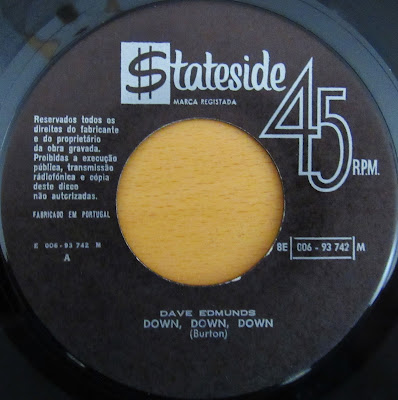 $tateside
MARCA REGISTADA
45
R.P.M.
Reservados todos os
direitos do fabricante
e do proprietário
da obra gravada.
Proibidas a execução
pública, transmissão
radiofónica e cópia
deste disco
não autorizadas.
FABRICADO EM PORTUGAL
E 006-93 742 M
A
8E 006 - 93 742 M
DAVE EDMUNDS
DOWN, DOWN, DOWN
(Burton)